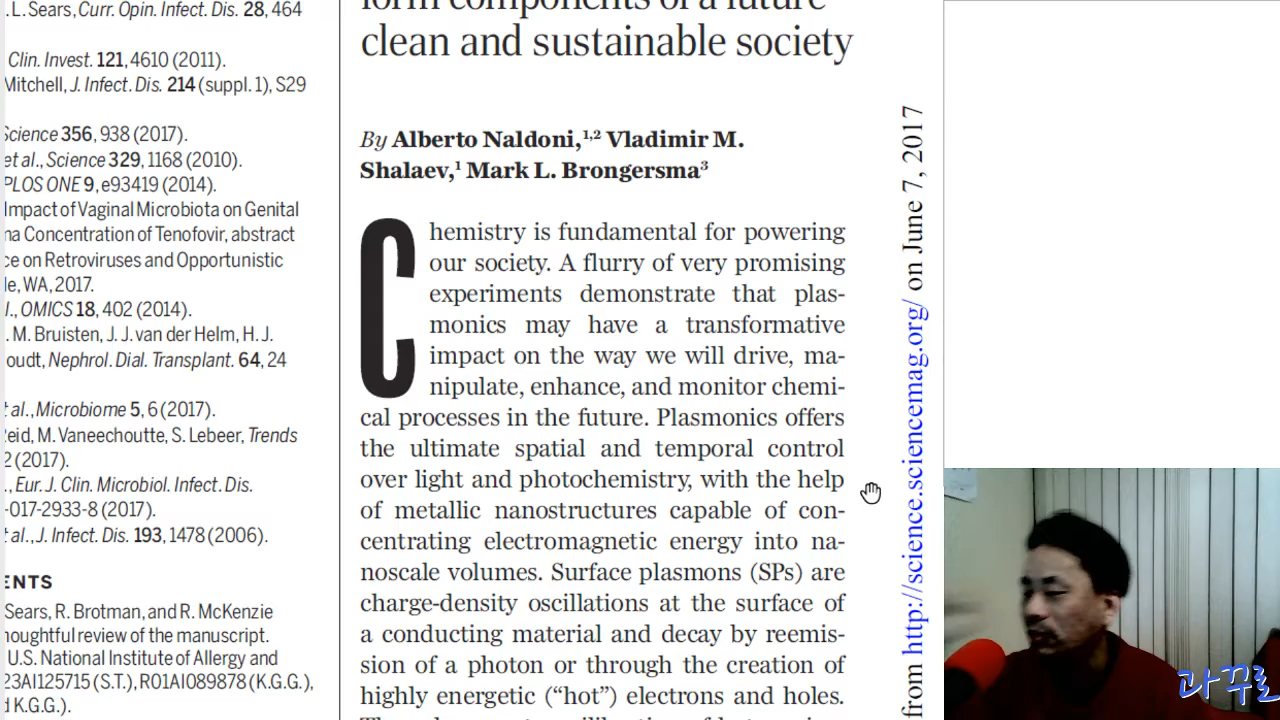 . L. Sears, Curr. Opin. Infect. Dis. 28, 464
Clin. Invest. 121, 4610 (2011).
Mitchell, J. Infect. Dis. 214 (suppl. 1), S29
Science 356, 938 (2017).
et al., Science 329, 1168 (2010).
PLOS ONE 9, e93419 (2014).
Impact of Vaginal Microbiota on Genital
na Concentration of Tenofovir, abstract
ce on Retroviruses and Opportunistic
le, WA, 2017.
l., OMICS 18, 402 (2014).
. M. Bruisten, J. J. van der Helm, H. J.
oudt, Nephrol. Dial. Transplant. 64, 24
et al., Microbiome 5, 6 (2017).
Reid, M. Vaneechoutte, S. Lebeer, Trends
2 (2017).
., Eur. J. Clin. Microbiol. Infect. Dis.
-017-2933-8 (2017).
et al., J. Infect. Dis. 193, 1478 (2006).
ENTS
Sears, R. Brotman, and R. McKenzie
houghtful review of the manuscript.
U.S. National Institute of Allergy and
23AI125715 (S.T.), R01AI089878 (K.G.G.),
d K.G.G.).
form components of a future
clean and sustainable society
By Alberto Naldoni,1,2 Vladimir M.
Shalaev,1 Mark L. Brongersma3
Chemistry is fundamental for powering
our society. A flurry of very promising
experiments demonstrate that plas-
monics may have a transformative
impact on the way we will drive, ma-
nipulate, enhance, and monitor chemi-
cal processes in the future. Plasmonics offers
the ultimate spatial and temporal control
over light and photochemistry, with the help
of metallic nanostructures capable of con-
centrating electromagnetic energy into na-
noscale volumes. Surface plasmons (SPs) are
charge-density oscillations at the surface of
a conducting material and decay by reemis-
sion of a photon or through the creation of
highly energetic (“hot”) electrons and holes.
from http://science.sciencemag.org/ on June 7, 2017
과꾸로